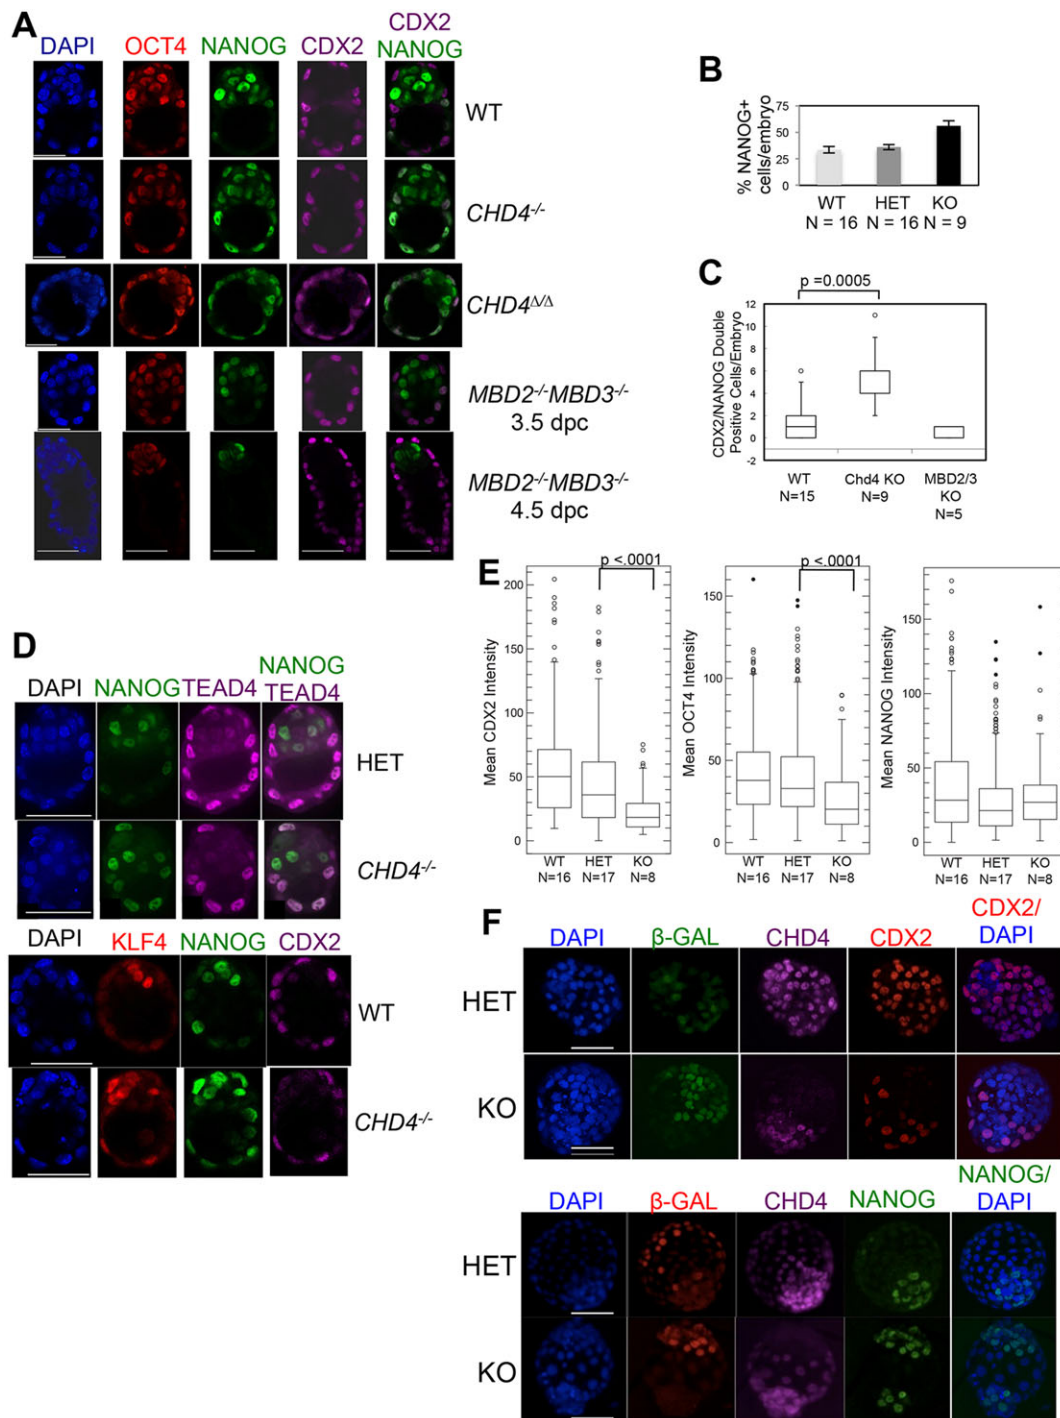 A
DAPI OCT4 NANOG CDX2 CDX2 NANOG
WT
CHD4-/-
CHD4Δ/Δ
MBD2-/-MBD3-/-
3.5 dpc
MBD2-/-MBD3-/-
4.5 dpc
B
% NANOG+
cells/embryo
75
50
25
0
WT HET KO
N = 16 N = 16 N = 9
C
p =0.0005
CDX2/NANOG Double
Positive Cells/Embryo
12
10
8
6
4
2
0
-2
WT Chd4 KO MBD2/3
KO
N=15 N=9 N=5
D
DAPI NANOG TEAD4 NANOG TEAD4
HET
CHD4-/-
DAPI KLF4 NANOG CDX2
WT
CHD4-/-
E
p <.0001
Mean CDX2 Intensity
200
150
100
50
0
WT HET KO
N=16 N=17 N=8
p <.0001
Mean OCT4 Intensity
150
100
50
0
WT HET KO
N=16 N=17 N=8
Mean NANOG Intensity
150
100
50
0
WT HET KO
N=16 N=17 N=8
F
DAPI β-GAL CHD4 CDX2 CDX2/
DAPI
HET
KO
DAPI β-GAL CHD4 NANOG NANOG/
DAPI
HET
KO